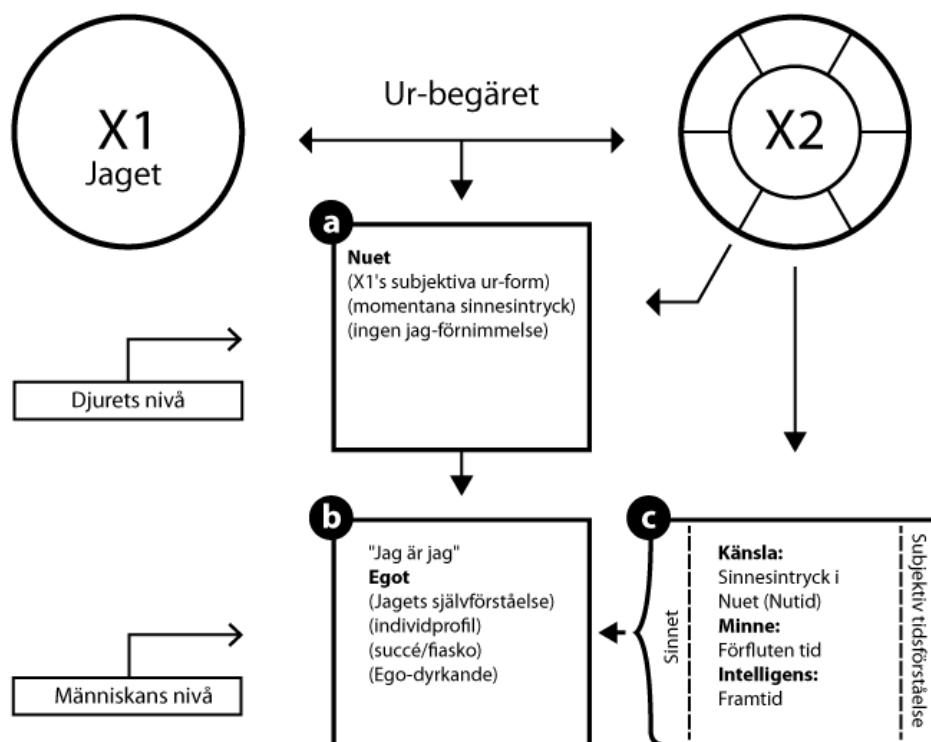 X1
Jaget
Ur-begäret
X2
a
Nuet
(X1's subjektiva ur-form)
(momentana sinnesintryck)
(ingen jag-förnimmelse)
Djurets nivå
b
"Jag är jag"
Egot
(Jagets självförståelse)
(individprofil)
(succé/fiasko)
(Ego-dyrkande)
Människans nivå
c
Sinnet
Känsla:
Sinnesintryck i
Nuet (Nutid)
Minne:
Förfluten tid
Intelligens:
Framtid
Subjektiv tidsförståelse